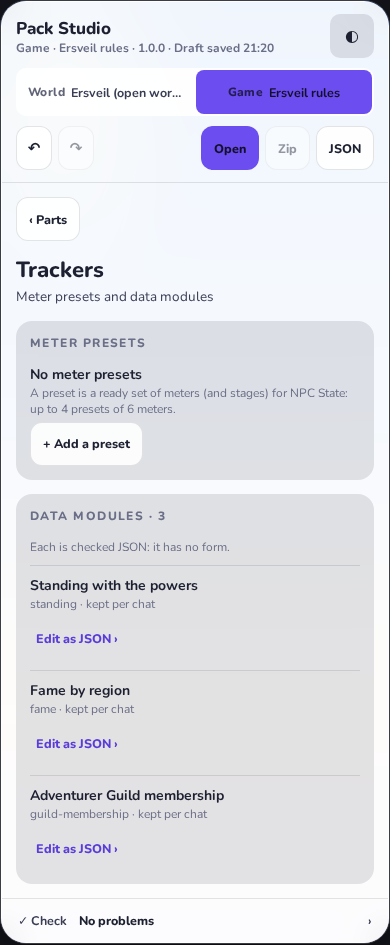 Pack Studio
Game · Ersveil rules · 1.0.0 · Draft saved 21:20
World Ersveil (open wor...
Game Ersveil rules
Open
Zip
JSON
‹ Parts
Trackers
Meter presets and data modules
METER PRESETS
No meter presets
A preset is a ready set of meters (and stages) for NPC State:
up to 4 presets of 6 meters.
+ Add a preset
DATA MODULES · 3
Each is checked JSON: it has no form.
Standing with the powers
standing · kept per chat
Edit as JSON ›
Fame by region
fame · kept per chat
Edit as JSON ›
Adventurer Guild membership
guild-membership · kept per chat
Edit as JSON ›
✓ Check No problems ›